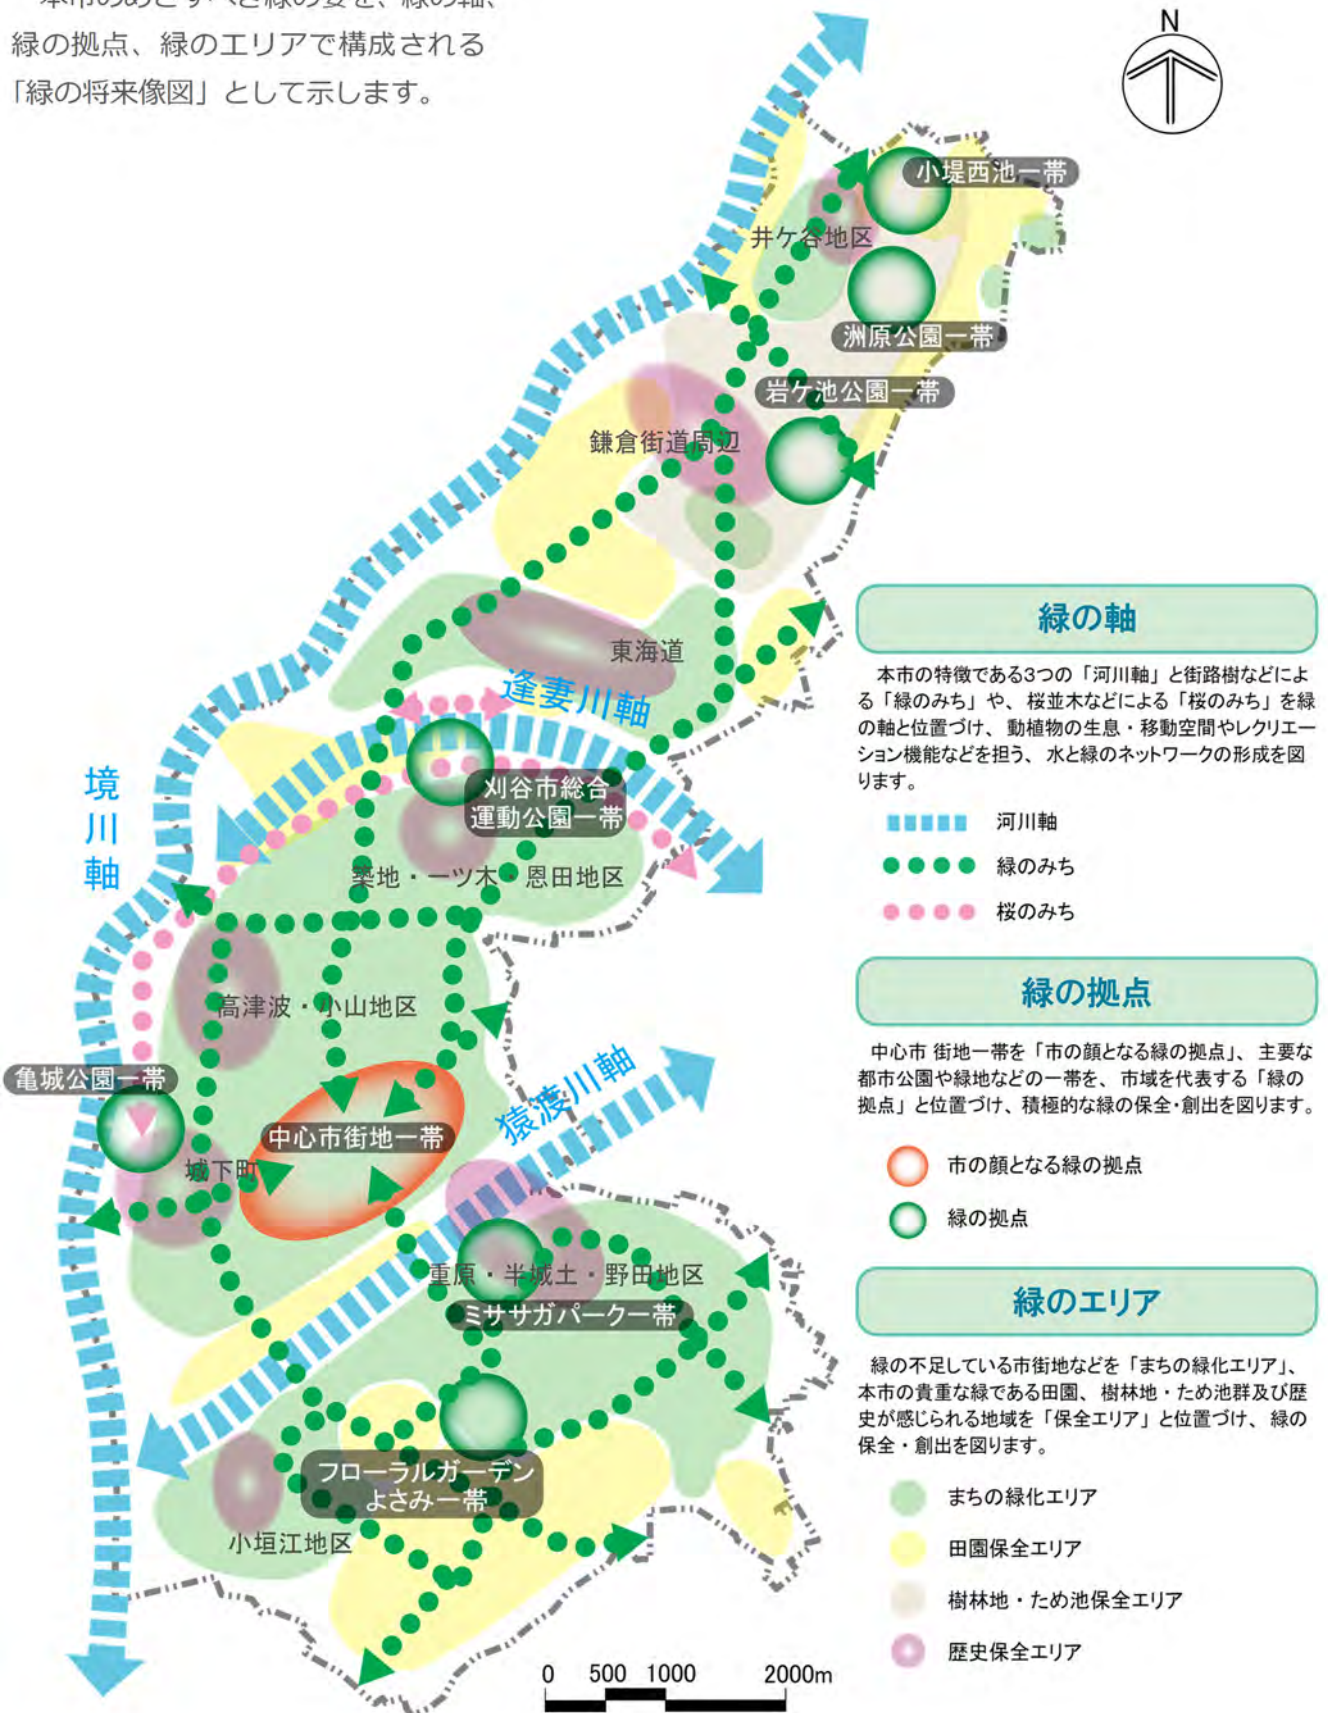 本市のめざすべき緑の姿を、緑の軸、
緑の拠点、緑のエリアで構成される
「緑の将来像図」として示します。
N
小堤西池一帯
井ケ谷地区
洲原公園一帯
岩ケ池公園一帯
鎌倉街道周辺
東海道
逢妻川軸
境川軸
刈谷市総合
運動公園一帯
築地・一ツ木・恩田地区
高津波・小山地区
亀城公園一帯
猿渡川軸
中心市街地一帯
城下町
重原・半城土・野田地区
ミササガパーク一帯
フローラルガーデン
よさみ一帯
小垣江地区
0 500 1000 2000m
緑の軸
本市の特徴である3つの「河川軸」と街路樹などによ
る「緑のみち」や、桜並木などによる「桜のみち」を緑
の軸と位置づけ、動植物の生息・移動空間やレクリエー
ション機能などを担う、水と緑のネットワークの形成を図
ります。
河川軸
緑のみち
桜のみち
緑の拠点
中心市 街地一帯を「市の顔となる緑の拠点」、主要な
都市公園や緑地などの一帯を、市域を代表する「緑の
拠点」と位置づけ、積極的な緑の保全・創出を図ります。
市の顔となる緑の拠点
緑の拠点
緑のエリア
緑の不足している市街地などを「まちの緑化エリア」、
本市の貴重な緑である田園、樹林地・ため池群及び歴
史が感じられる地域を「保全エリア」と位置づけ、緑の
保全・創出を図ります。
まちの緑化エリア
田園保全エリア
樹林地・ため池保全エリア
歴史保全エリア